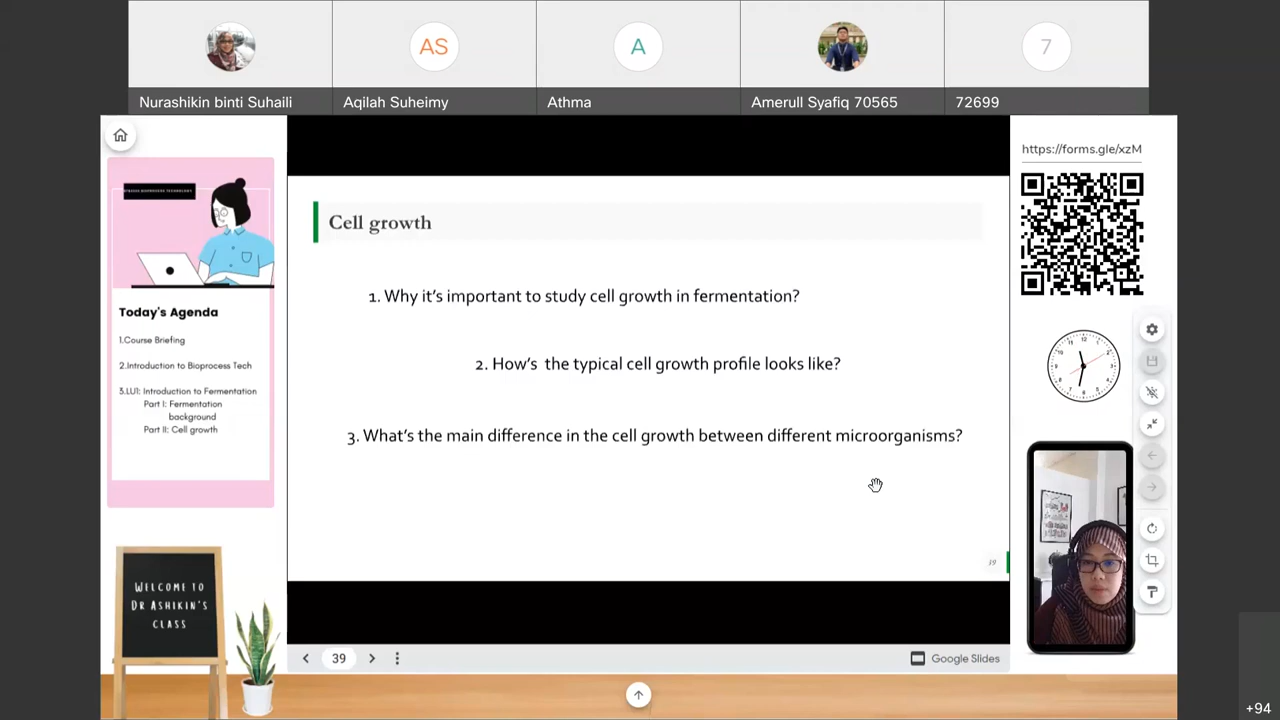 AS
A
7
Nurashikin binti Suhaili
Aqilah Suheimy
Athma
Amerull Syafiq 70565
72699
https://forms.gle/xzM
Cell growth
1. Why it's important to study cell growth in fermentation?
2. How's the typical cell growth profile looks like?
3. What's the main difference in the cell growth between different microorganisms?
Today's Agenda
1.Course Briefing
2.Introduction to Bioprocess Tech
3.LU1: Introduction to Fermentation
Part I: Fermentation
background
Part II: Cell growth
WELCOME TO
DR ASHIKIN'S
CLASS
39
Google Slides
+94